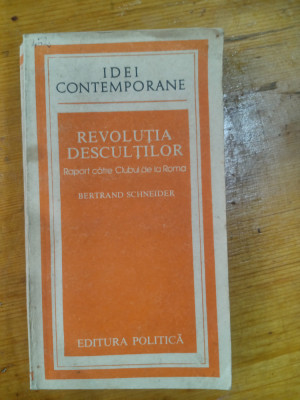 IDEI
CONTEMPORANE
REVOLUȚIA
DESCULȚILOR
Raport către Clubul de la Roma
BERTRAND SCHNEIDER
EDITURA POLITICĂ